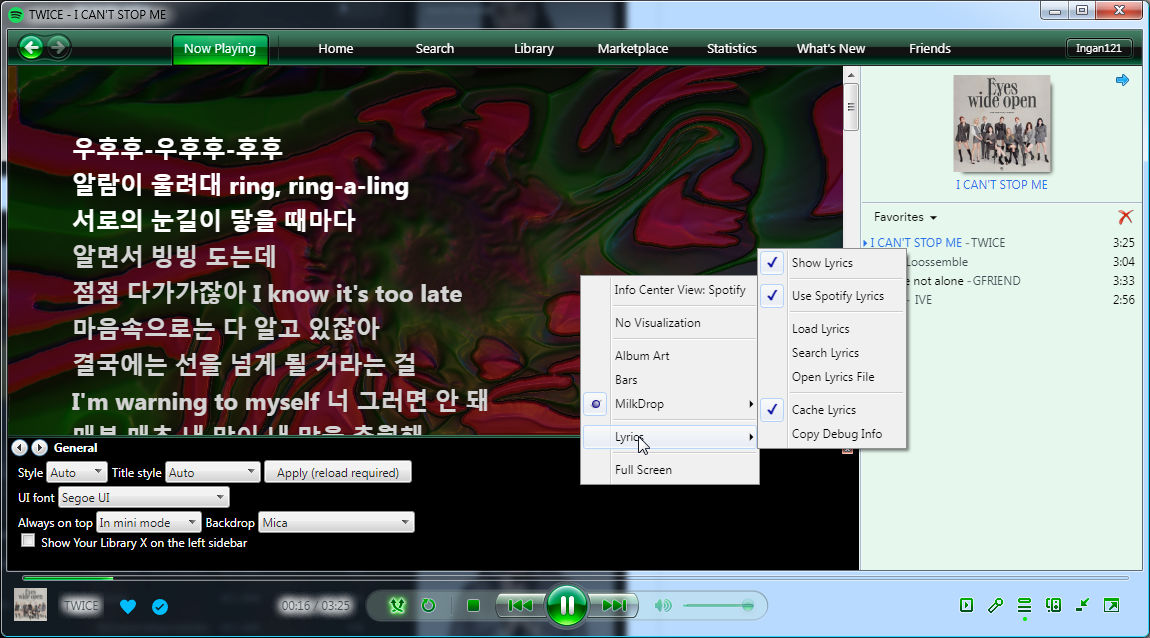 TWICE - I CAN'T STOP ME
Now Playing
Home
Search
Library
Marketplace
Statistics
What's New
Friends
Ingan121
우후후-우후후-후후
알람이 울려대 ring, ring-a-ling
서로의 눈길이 닿을 때마다
알면서 빙빙 도는데
점점 다가가잖아 I know it's too late
마음속으로는 다 알고 있잖아
결국에는 선을 넘게 될 거라는 걸
I'm warning to myself 너 그러면 안 돼
Eyes wide open
I CAN'T STOP ME
Favorites
I CAN'T STOP ME - TWICE 3:25
Loossemble 3:04
not alone - GFRIEND 3:33
- IVE 2:56
Info Center View: Spotify
No Visualization
Album Art
Bars
MilkDrop
Lyrics
Full Screen
Show Lyrics
Use Spotify Lyrics
Load Lyrics
Search Lyrics
Open Lyrics File
Cache Lyrics
Copy Debug Info
General
Style Auto Title style Auto Apply (reload required)
UI font Segoe UI
Always on top In mini mode Backdrop Mica
Show Your Library X on the left sidebar
TWICE
00:16 / 03:25